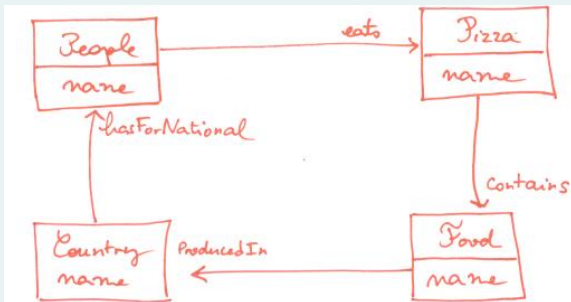 People
name
eats
Pizza
name
hasForNational
Contains
Country
name
ProducedIn
Food
name